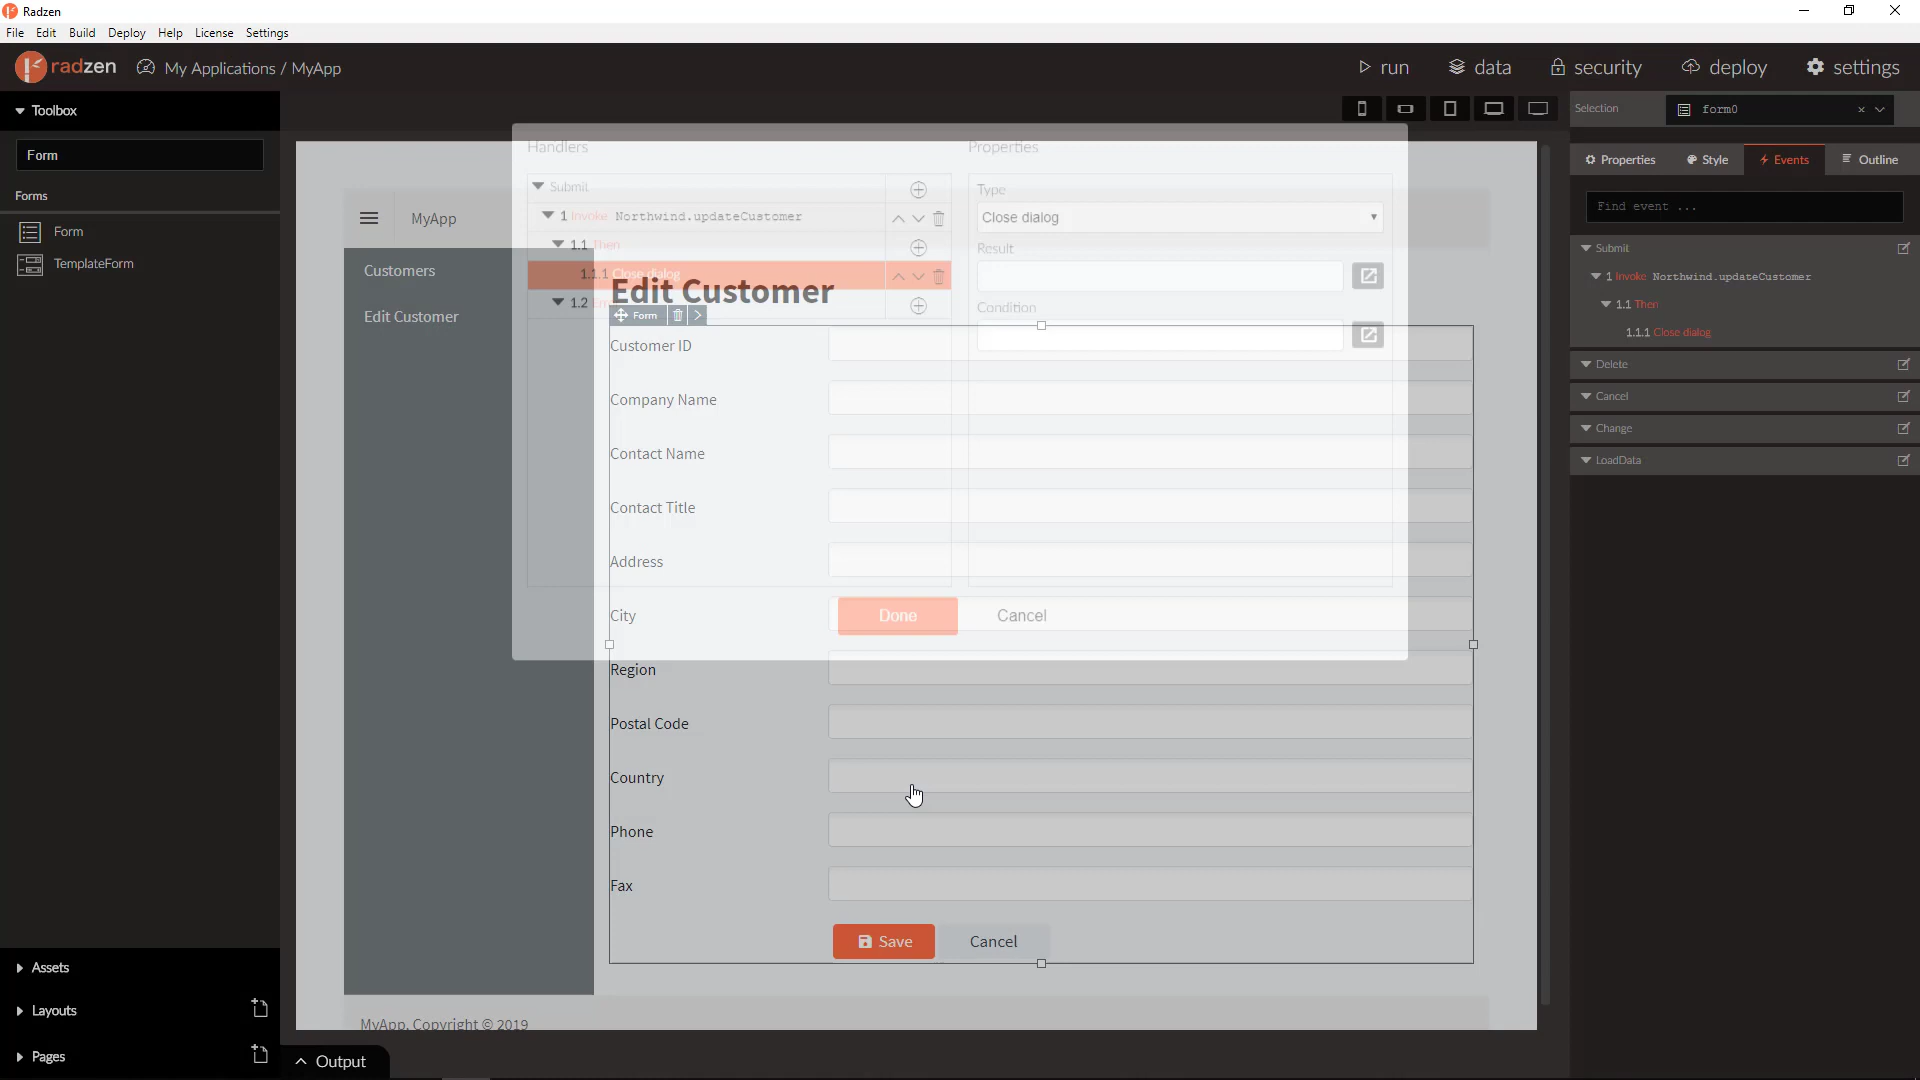 Radzen
File Edit Build Deploy Help License Settings
radzen My Applications / MyApp run data security deploy settings
Toolbox
Form
Forms
Form
TemplateForm
Assets
Layouts
Pages
Output
MyApp
Customers
Edit Customer
Handlers
Submit
1 Invoke Northwind.updateCustomer
1.1 Then
1.1.1 Close dialog
1.2
Properties
Type
Close dialog
Result
Condition
Done Cancel
Edit Customer
Form
Customer ID
Company Name
Contact Name
Contact Title
Address
City
Region
Postal Code
Country
Phone
Fax
Save Cancel
MyApp, Copyright © 2019
Selection form0
Properties Style Events Outline
Find event ...
Submit
1 Invoke Northwind.updateCustomer
1.1 Then
1.1.1 Close dialog
Delete
Cancel
Change
LoadData